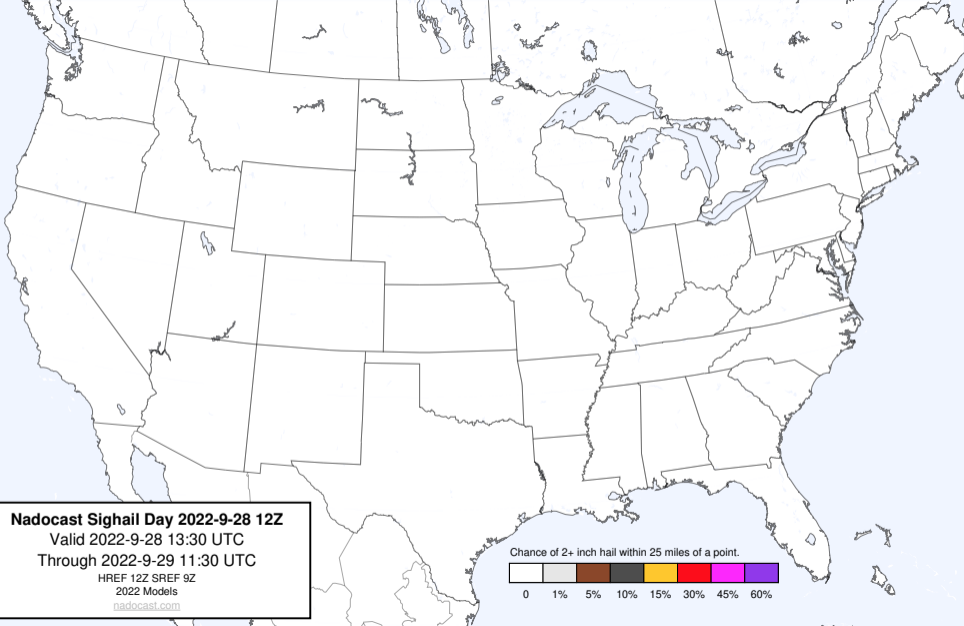 Nadocast Sighail Day 2022-9-28 12Z
Valid 2022-9-28 13:30 UTC
Through 2022-9-29 11:30 UTC
HREF 12Z SREF 9Z
2022 Models
nadocast.com
Chance of 2+ inch hail within 25 miles of a point.
0 1% 5% 10% 15% 30% 45% 60%